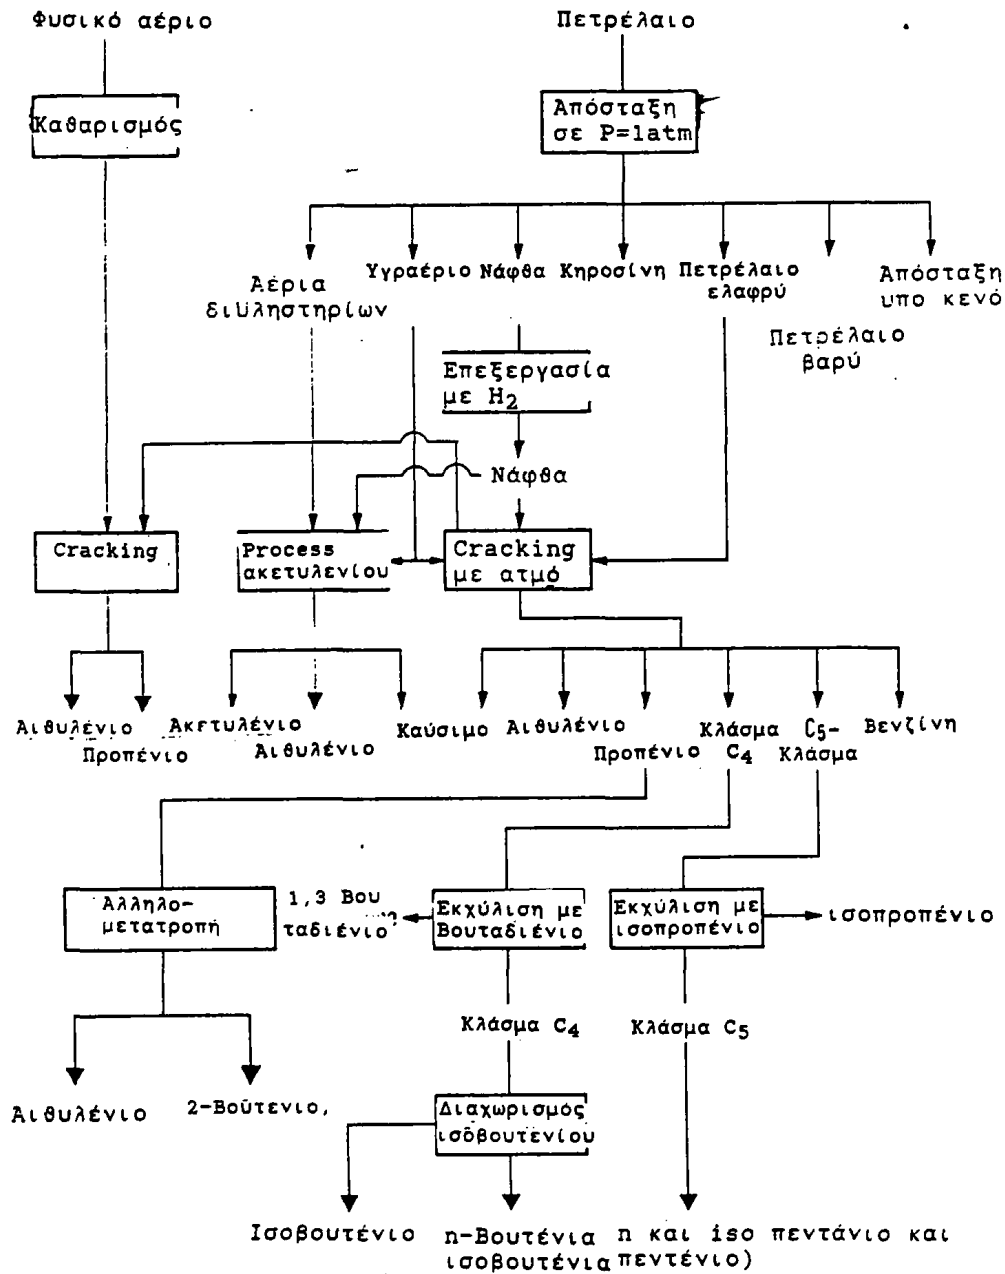 Φυσικό αέριο
Πετρέλαιο
Καθαρισμός
Απόσταξη
σε P=1atm
Αέρια
διϋληστηρίων
Υγραέριο
Νάφθα
Κηροσίνη
Πετρέλαιο
ελαφρύ
Πετρέλαιο
βαρύ
Απόσταξη
υπο κενό
Επεξεργασία
με H2
Νάφθα
Cracking
Process
ακετυλενίου
Cracking
με ατμό
Αιθυλένιο
Προπένιο
Ακετυλένιο
Αιθυλένιο
Καύσιμο
Αιθυλένιο
Προπένιο
Κλάσμα
C4
C5-
Κλάσμα
Βενζίνη
Αλληλο-
μετατροπή
1,3 Βου
ταδιένιο
Εκχύλιση με
Βουταδιένιο
Εκχύλιση με
ισοπροπένιο
ισοπροπένιο
Κλάσμα C4
Κλάσμα C5
Αιθυλένιο
2-Βούτενιο,
Διαχωρισμός
ισοβουτενίου
Ισοβουτένιο
n-Βουτένια
ισοβουτένια
n και iso πεντάνιο και
πεντένιο)